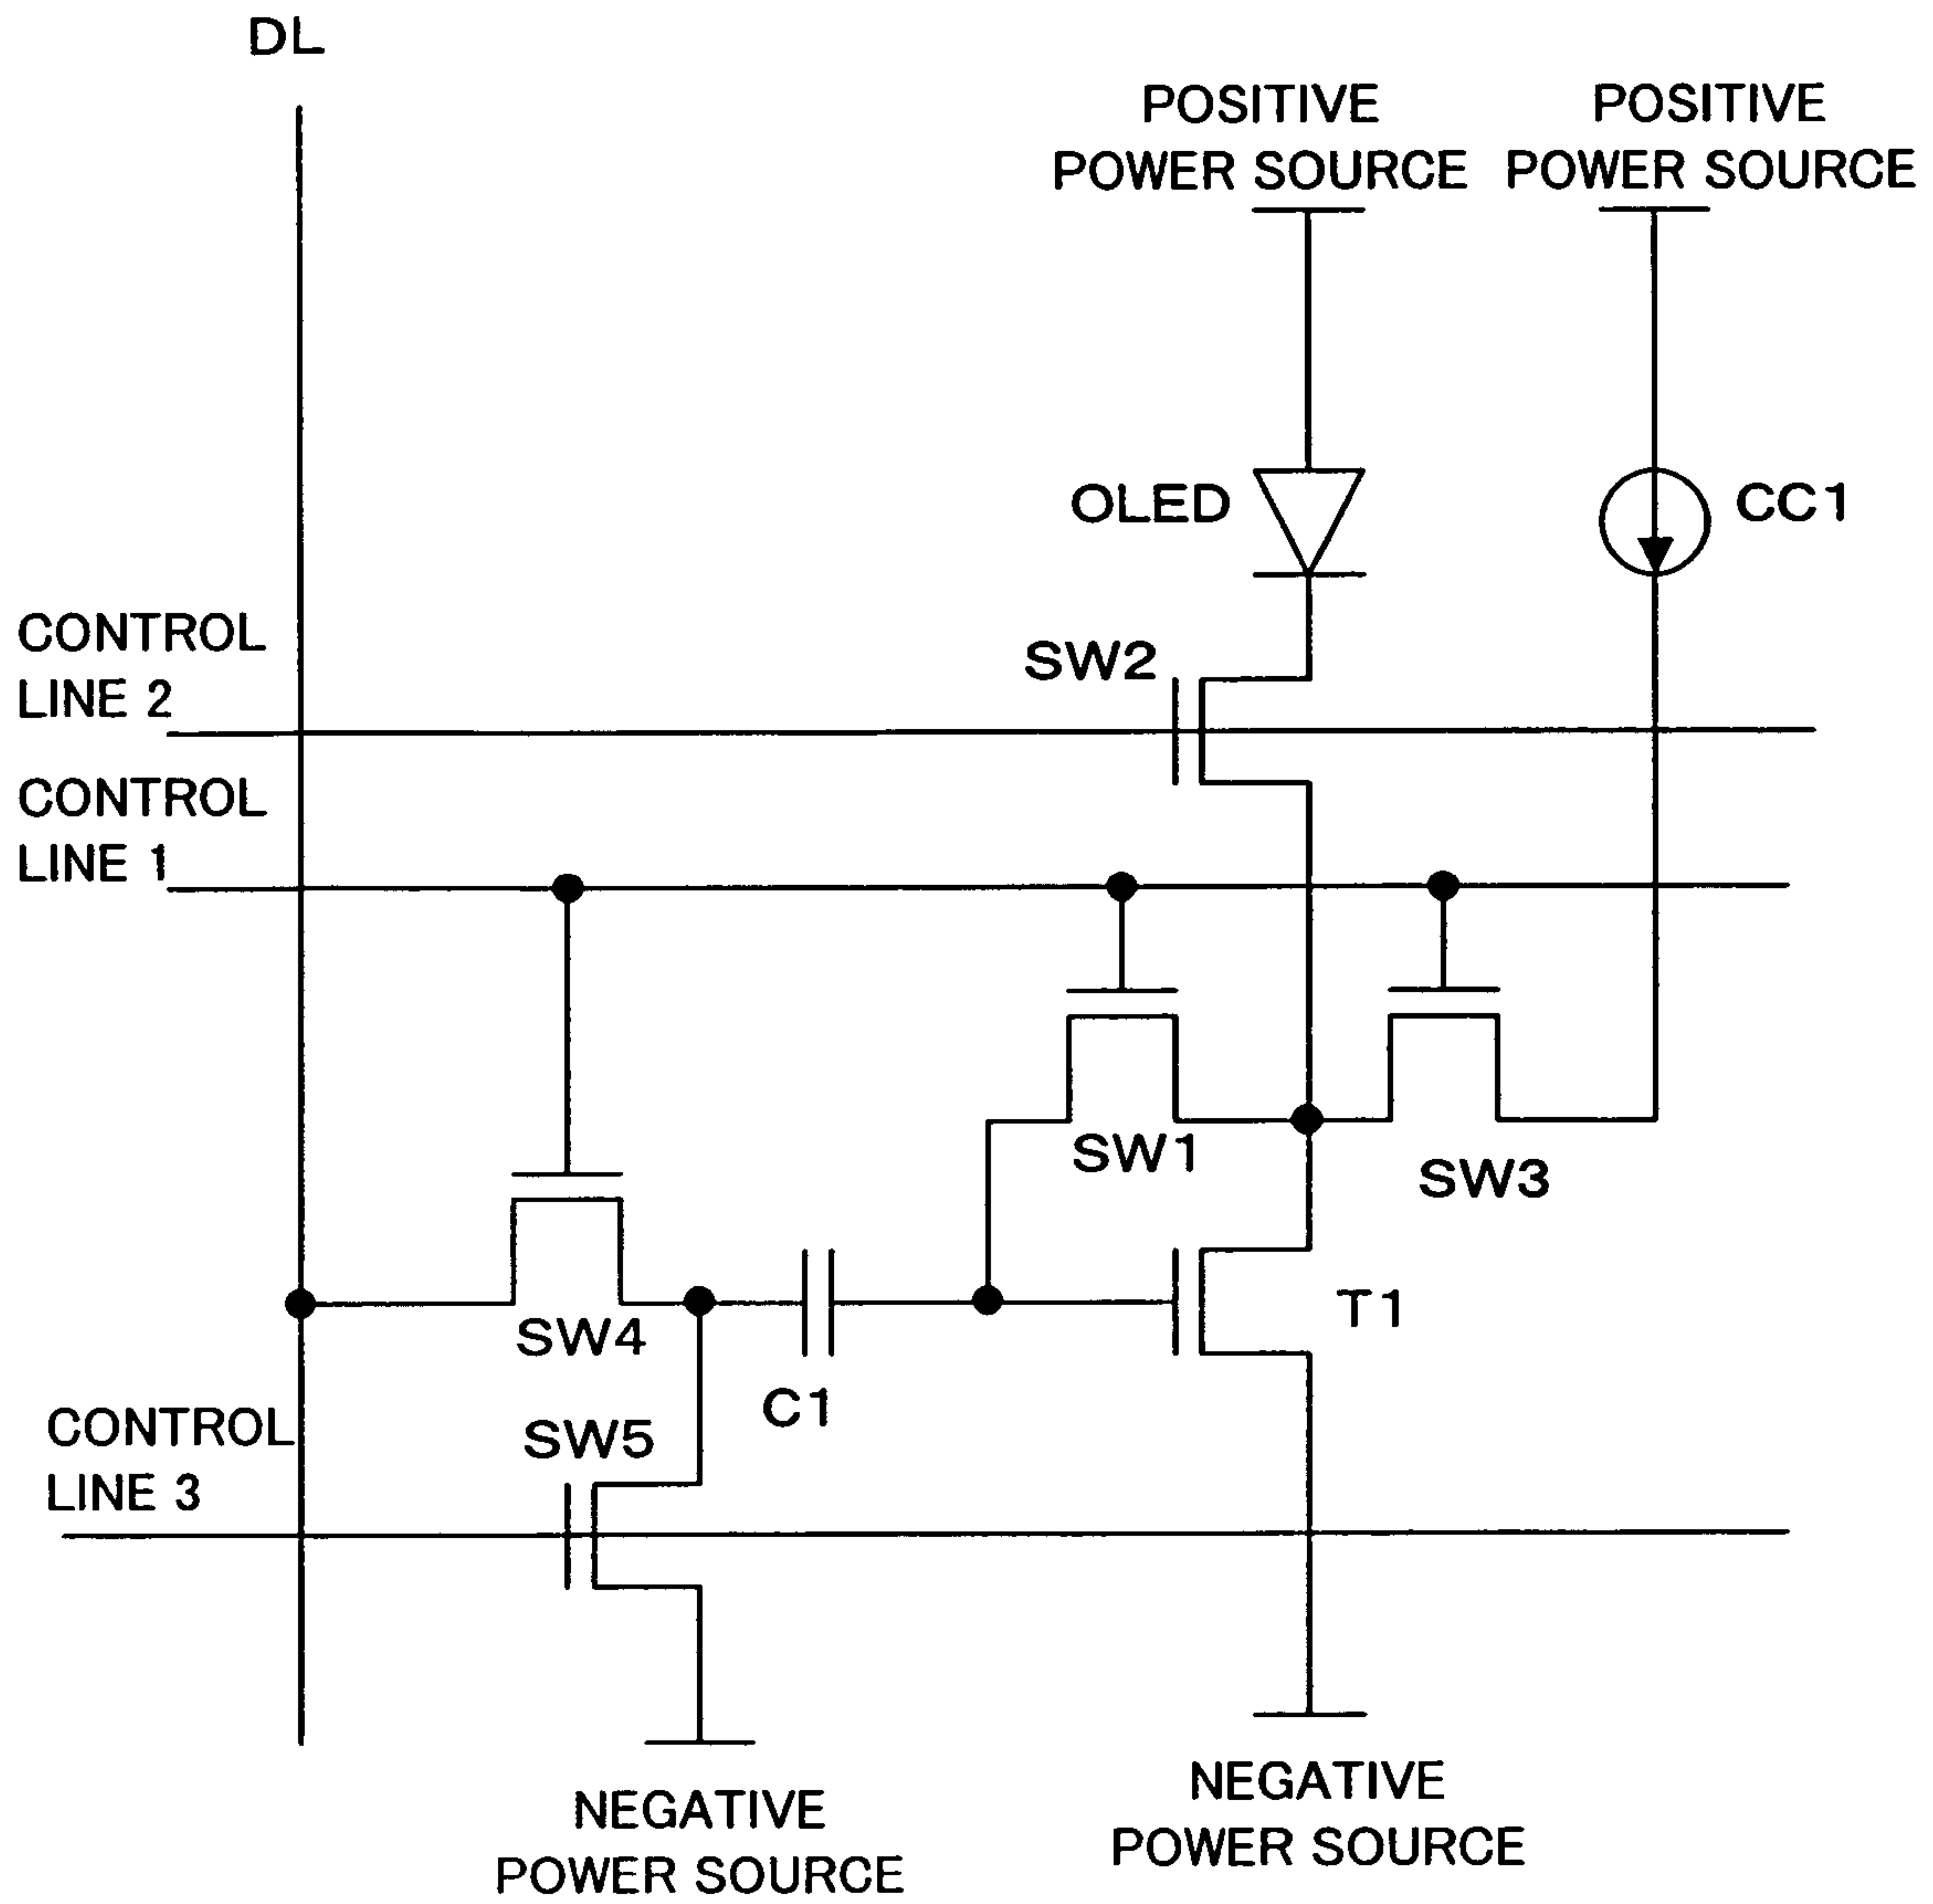 DL
POSITIVE
POWER SOURCE
POSITIVE
POWER SOURCE
OLED
CC1
CONTROL
LINE 2
SW2
CONTROL
LINE 1
SW1
SW3
SW4
T1
C1
CONTROL
LINE 3
SW5
NEGATIVE
POWER SOURCE
NEGATIVE
POWER SOURCE